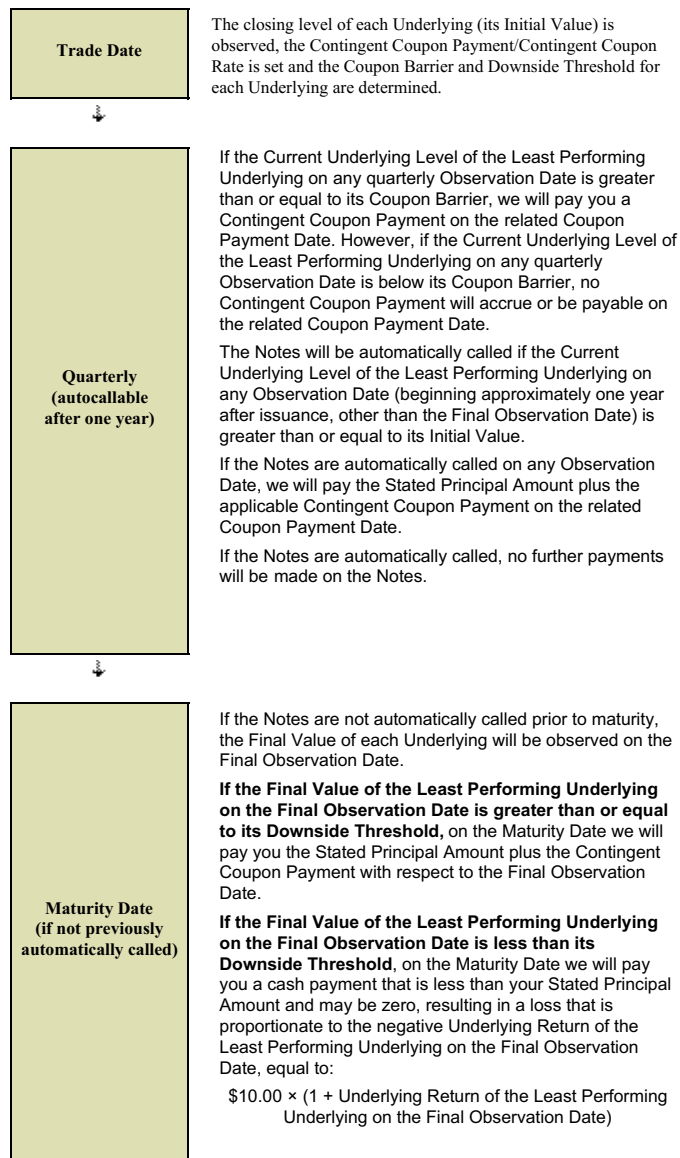 Trade Date
The closing level of each Underlying (its Initial Value) is
observed, the Contingent Coupon Payment/Contingent Coupon
Rate is set and the Coupon Barrier and Downside Threshold for
each Underlying are determined.
Quarterly
(autocallable
after one year)
If the Current Underlying Level of the Least Performing
Underlying on any quarterly Observation Date is greater
than or equal to its Coupon Barrier, we will pay you a
Contingent Coupon Payment on the related Coupon
Payment Date. However, if the Current Underlying Level of
the Least Performing Underlying on any quarterly
Observation Date is below its Coupon Barrier, no
Contingent Coupon Payment will accrue or be payable on
the related Coupon Payment Date.
The Notes will be automatically called if the Current
Underlying Level of the Least Performing Underlying on
any Observation Date (beginning approximately one year
after issuance, other than the Final Observation Date) is
greater than or equal to its Initial Value.
If the Notes are automatically called on any Observation
Date, we will pay the Stated Principal Amount plus the
applicable Contingent Coupon Payment on the related
Coupon Payment Date.
If the Notes are automatically called, no further payments
will be made on the Notes.
Maturity Date
(if not previously
automatically called)
If the Notes are not automatically called prior to maturity,
the Final Value of each Underlying will be observed on the
Final Observation Date.
If the Final Value of the Least Performing Underlying
on the Final Observation Date is greater than or equal
to its Downside Threshold, on the Maturity Date we will
pay you the Stated Principal Amount plus the Contingent
Coupon Payment with respect to the Final Observation
Date.
If the Final Value of the Least Performing Underlying
on the Final Observation Date is less than its
Downside Threshold, on the Maturity Date we will pay
you a cash payment that is less than your Stated Principal
Amount and may be zero, resulting in a loss that is
proportionate to the negative Underlying Return of the
Least Performing Underlying on the Final Observation
Date, equal to:
$10.00 × (1 + Underlying Return of the Least Performing
Underlying on the Final Observation Date)